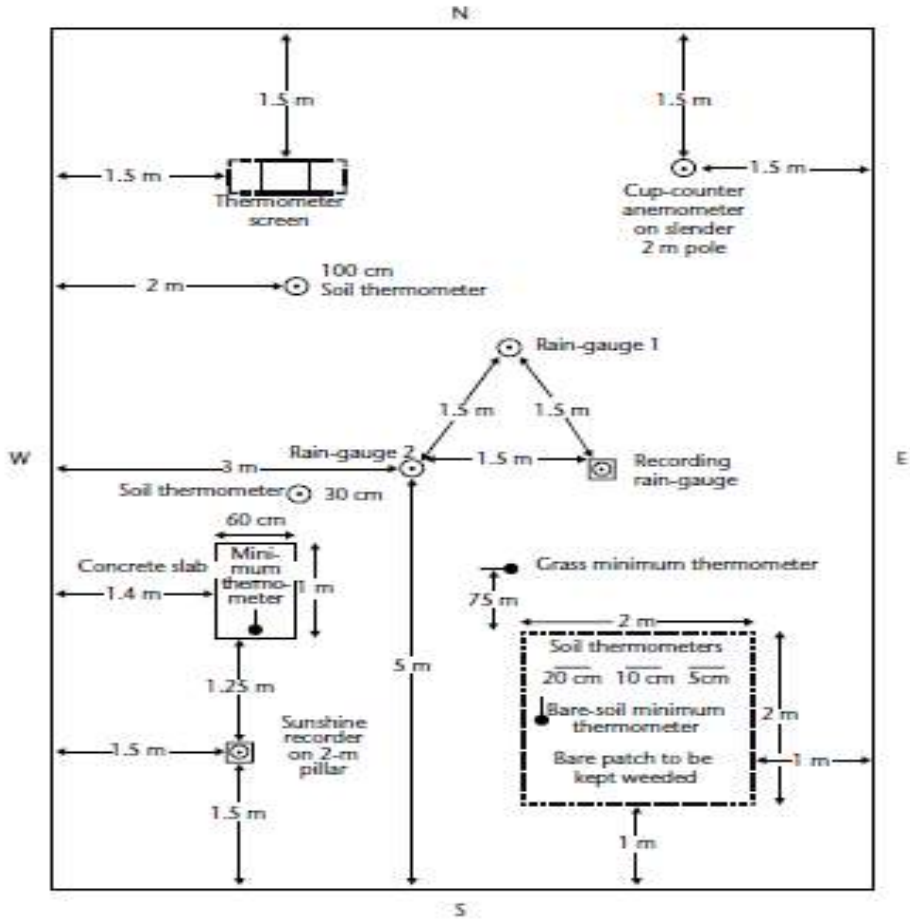 N
1.5 m
1.5 m
1.5 m
1.5 m
Thermometer
screen
Cup-counter
anemometer
on slender
2 m pole
2 m
100 cm
Soil thermometer
Rain-gauge 1
1.5 m
1.5 m
W
E
Rain-gauge 2
3 m
1.5 m
Recording
rain-gauge
Soil thermometer
30 cm
60 cm
Concrete slab
Mini-
mum
thermo-
meter
1 m
1.4 m
Grass minimum thermometer
75 m
2 m
Soil thermometers
20 cm 10 cm 5cm
5 m
1.25 m
Bare-soil minimum
thermometer
2 m
Sunshine
recorder
on 2-m
pillar
1.5 m
Bare patch to be
kept weeded
1 m
1.5 m
1 m
S